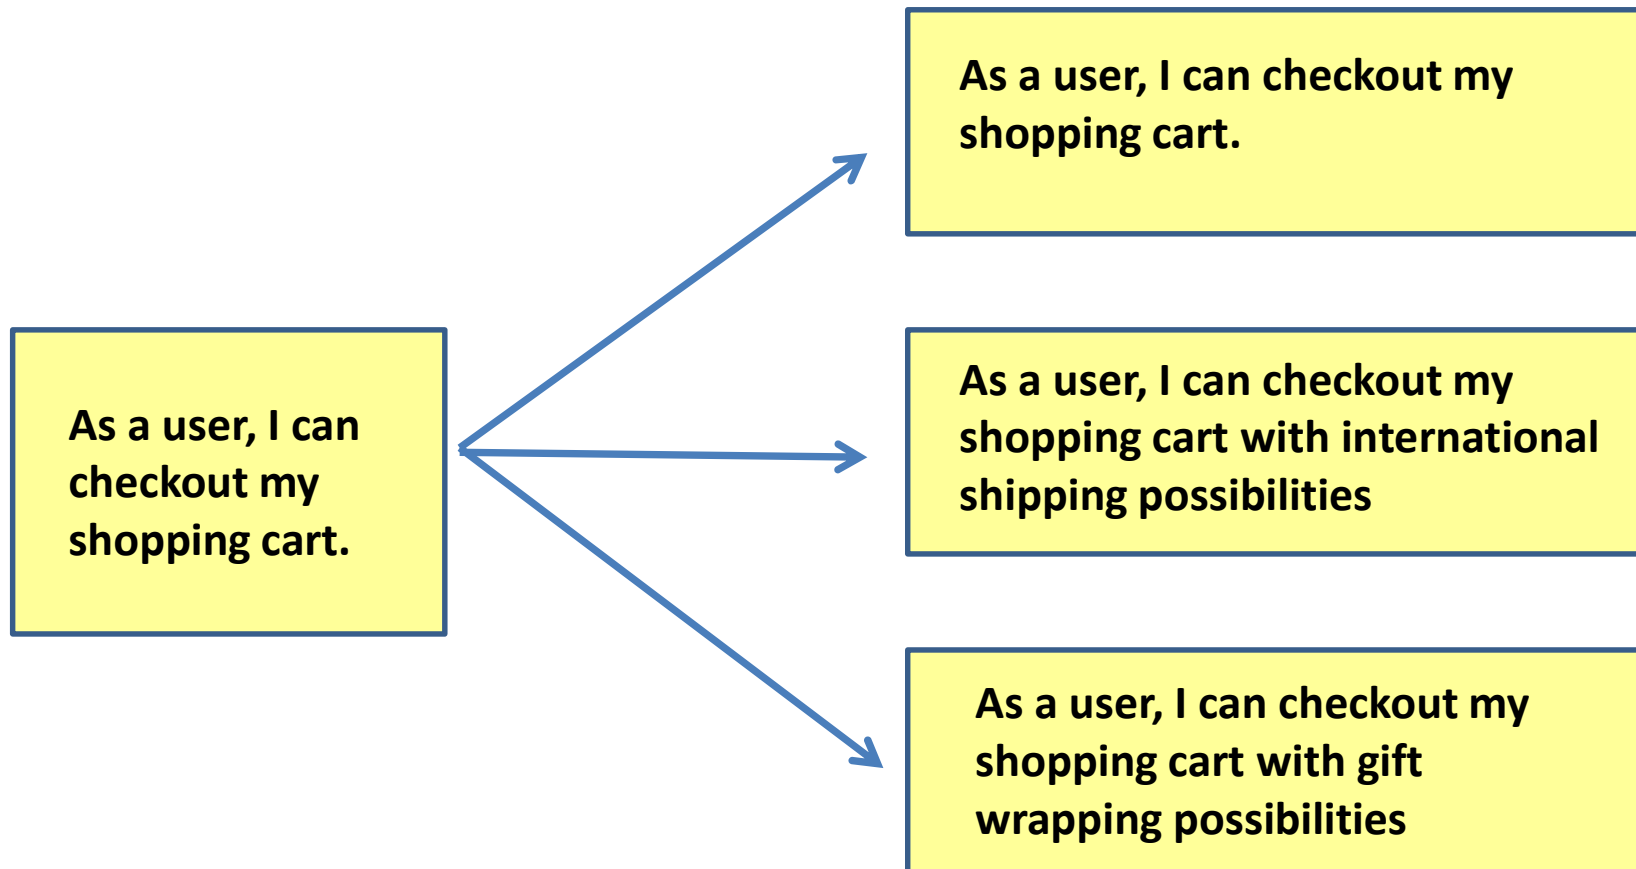 As a user, I can
checkout my
shopping cart.
As a user, I can checkout my
shopping cart.
As a user, I can checkout my
shopping cart with international
shipping possibilities
As a user, I can checkout my
shopping cart with gift
wrapping possibilities